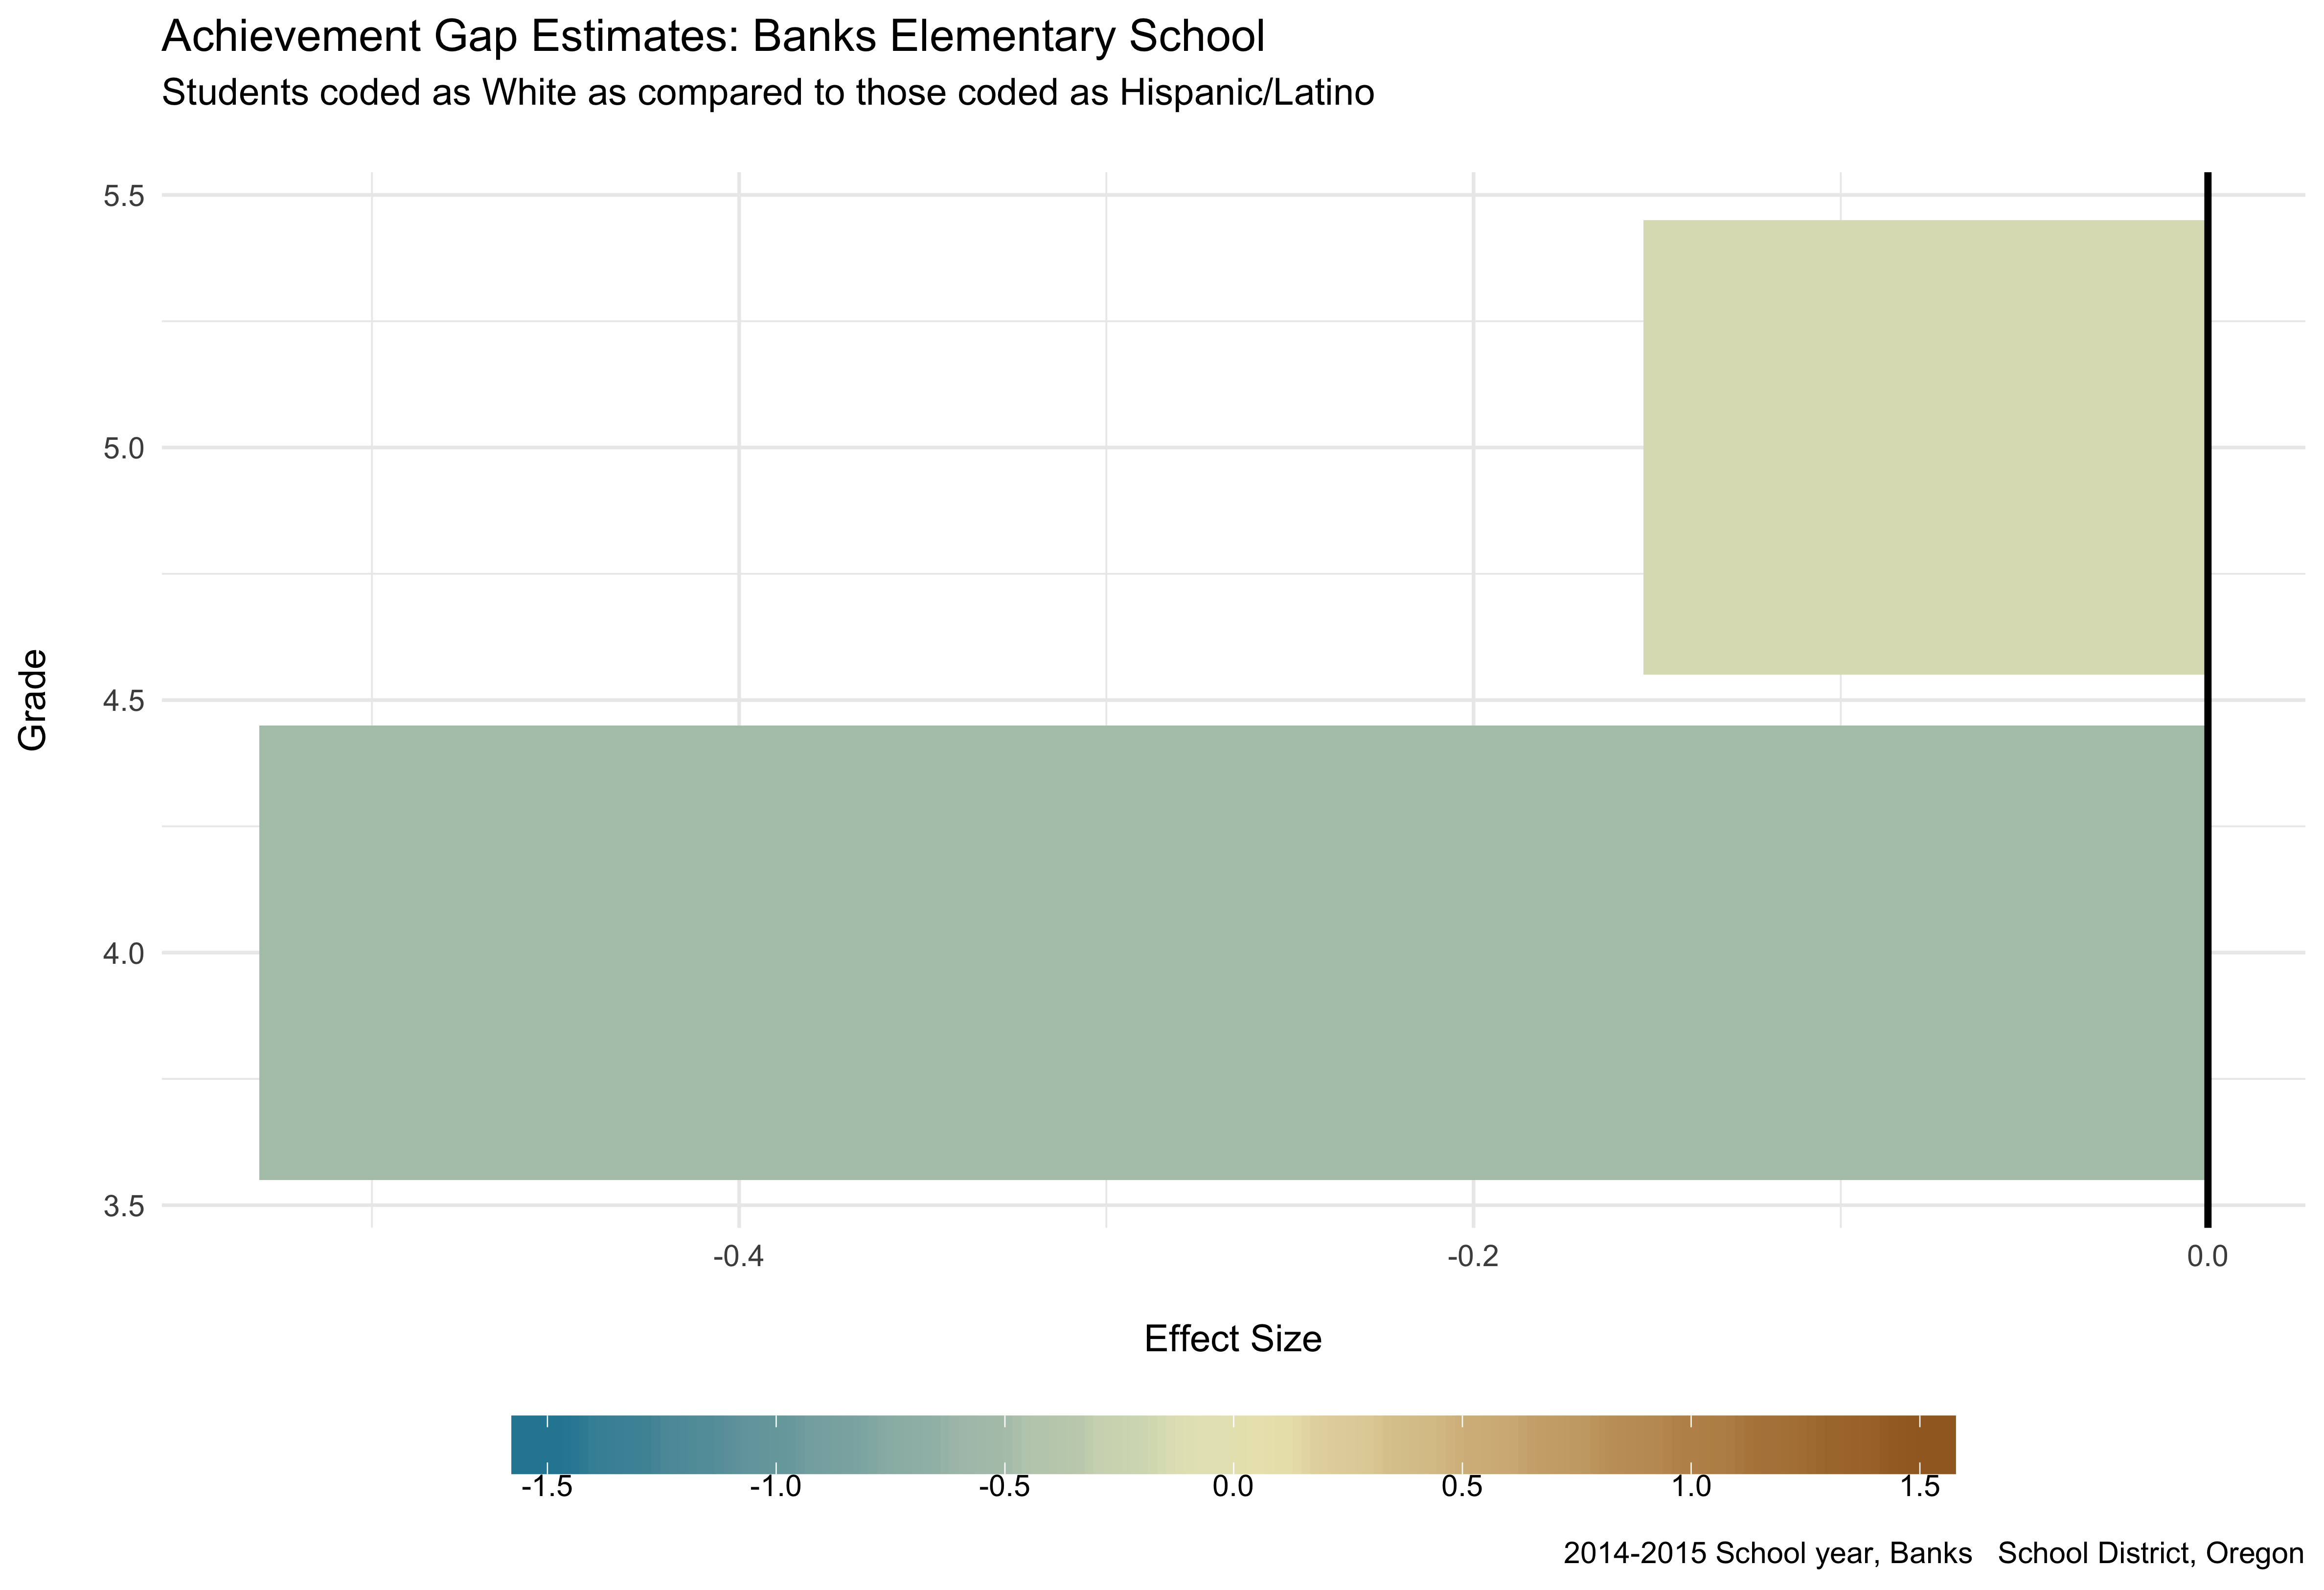 Achievement Gap Estimates: Banks Elementary School
Students coded as White as compared to those coded as Hispanic/Latino
5.5
5.0
4.5
4.0
3.5
Grade
-0.4 -0.2 0.0
Effect Size
-1.5 -1.0 -0.5 0.0 0.5 1.0 1.5
2014-2015 School year, Banks   School District, Oregon